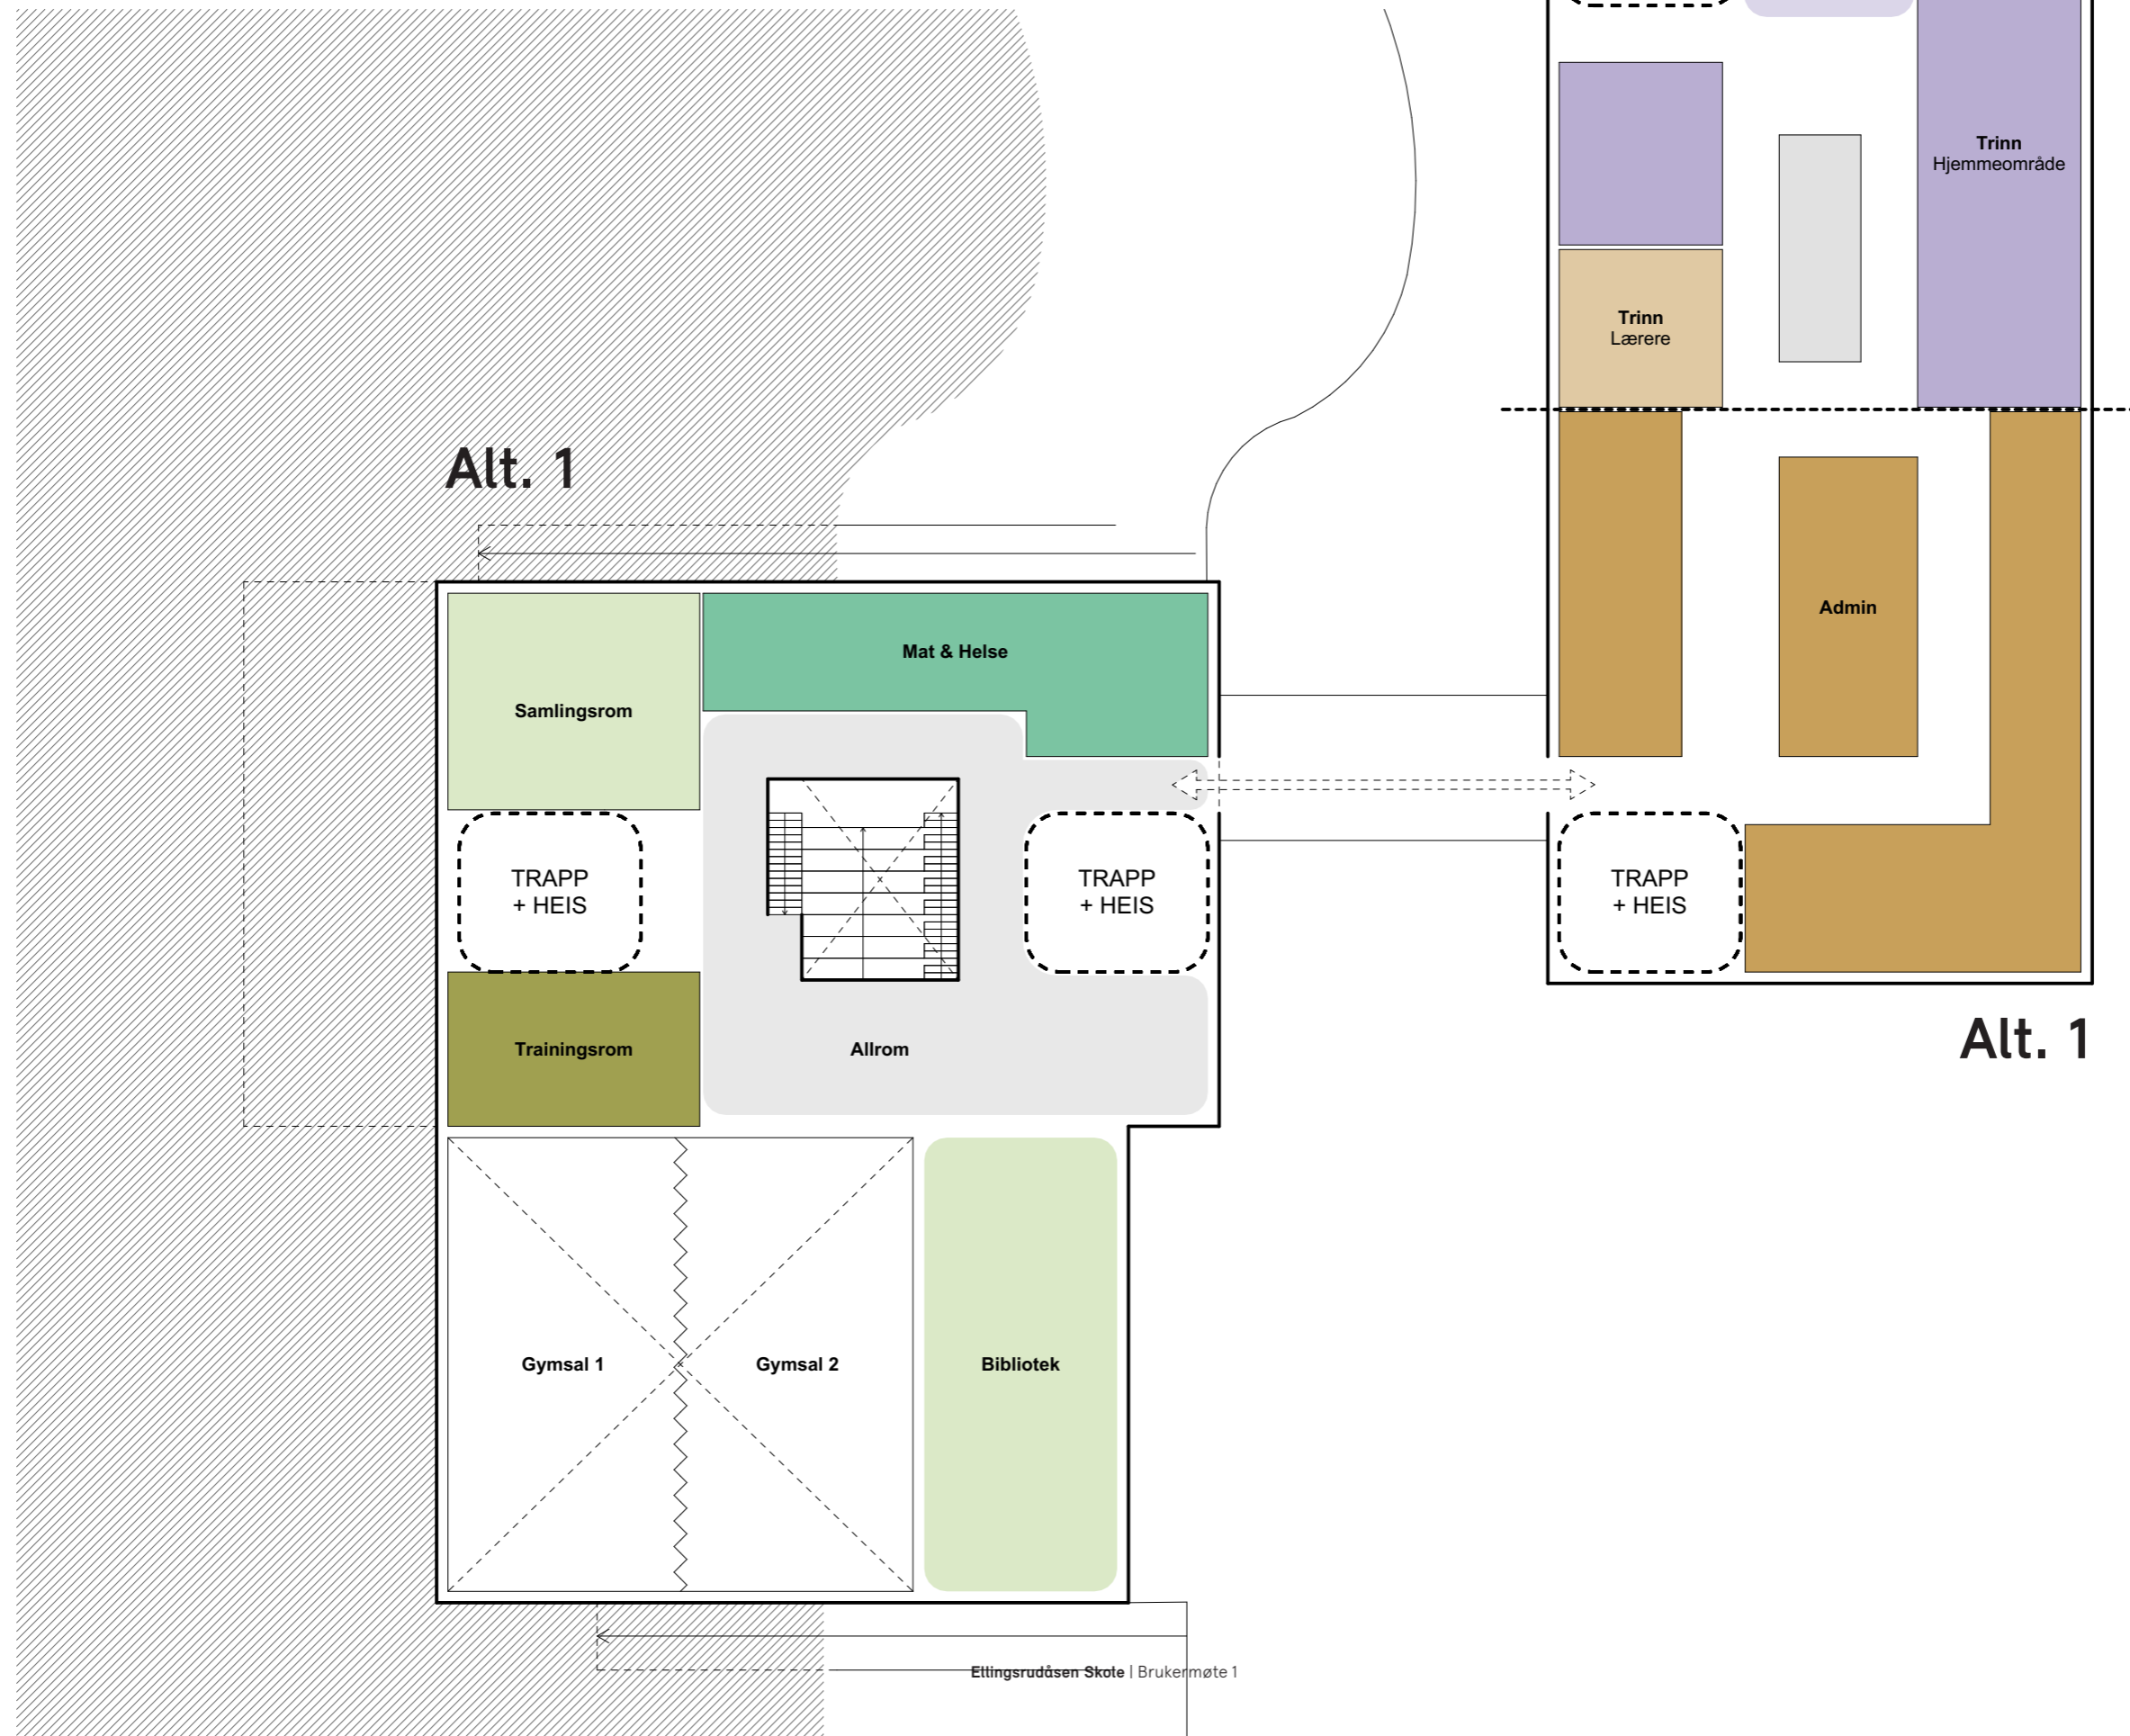 Trinn
Hjemmeområde
Trinn
Lærere
Alt. 1
Admin
Mat & Helse
Samlingsrom
TRAPP
+ HEIS
TRAPP
+ HEIS
TRAPP
+ HEIS
Trainingsrom
Allrom
Alt. 1
Gymsal 1
Gymsal 2
Bibliotek
Ellingsrudåsen Skole | Brukermøte 1